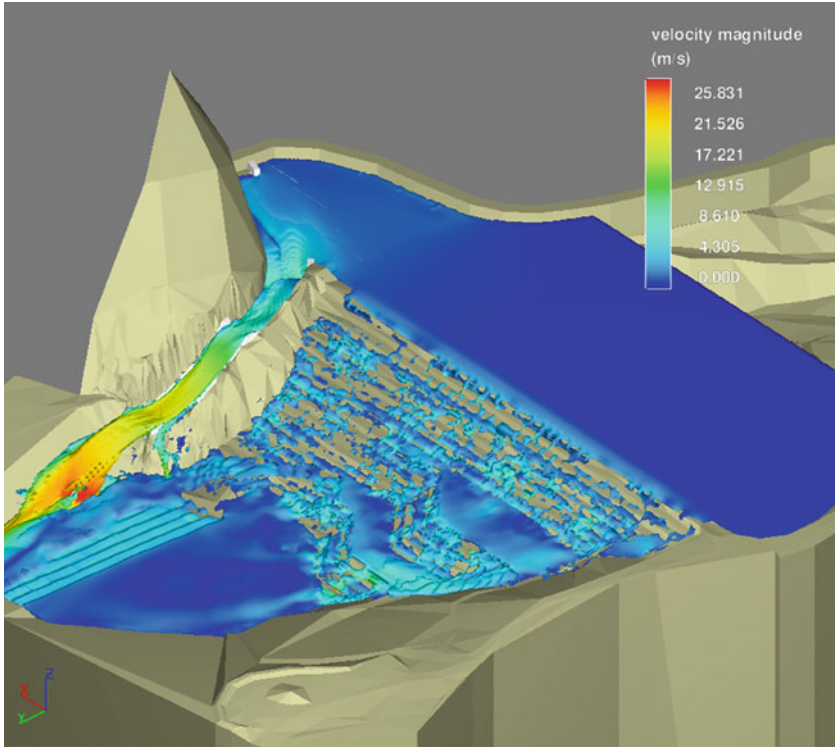 velocity magnitude
(m/s)
25.831
21.526
17.221
12.915
8.610
4.305
0.000
Z
X
Y